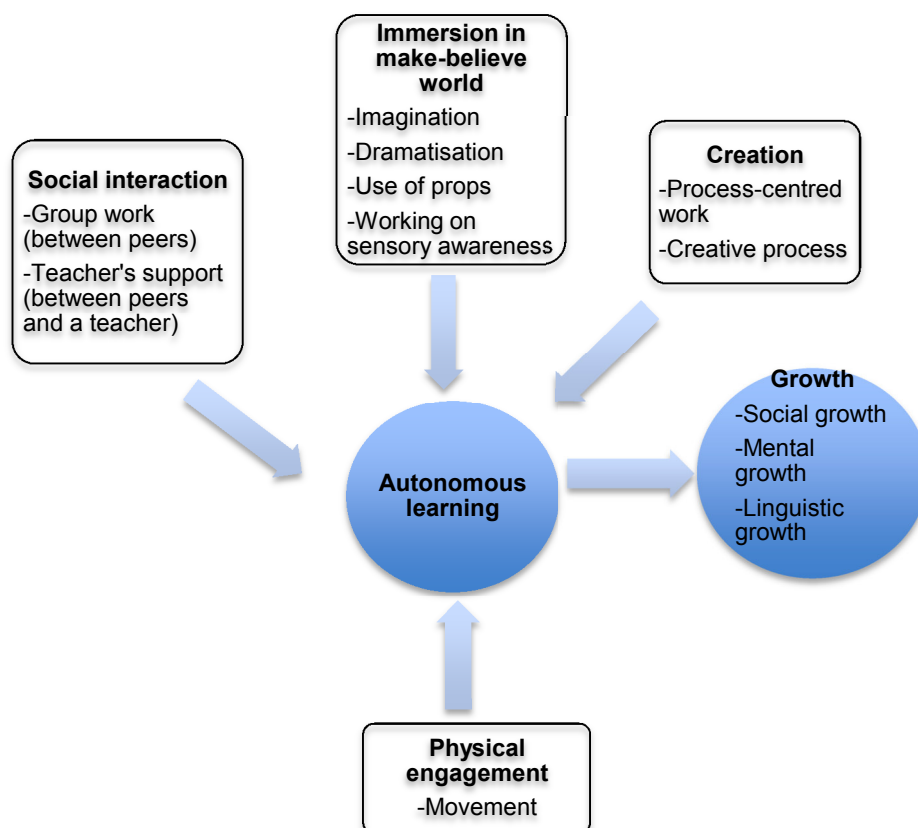 Immersion in
make-believe
world
-Imagination
-Dramatisation
-Use of props
-Working on
sensory awareness
Social interaction
-Group work
(between peers)
-Teacher's support
(between peers
and a teacher)
Creation
-Process-centred
work
-Creative process
Autonomous
learning
Growth
-Social growth
-Mental
growth
-Linguistic
growth
Physical
engagement
-Movement